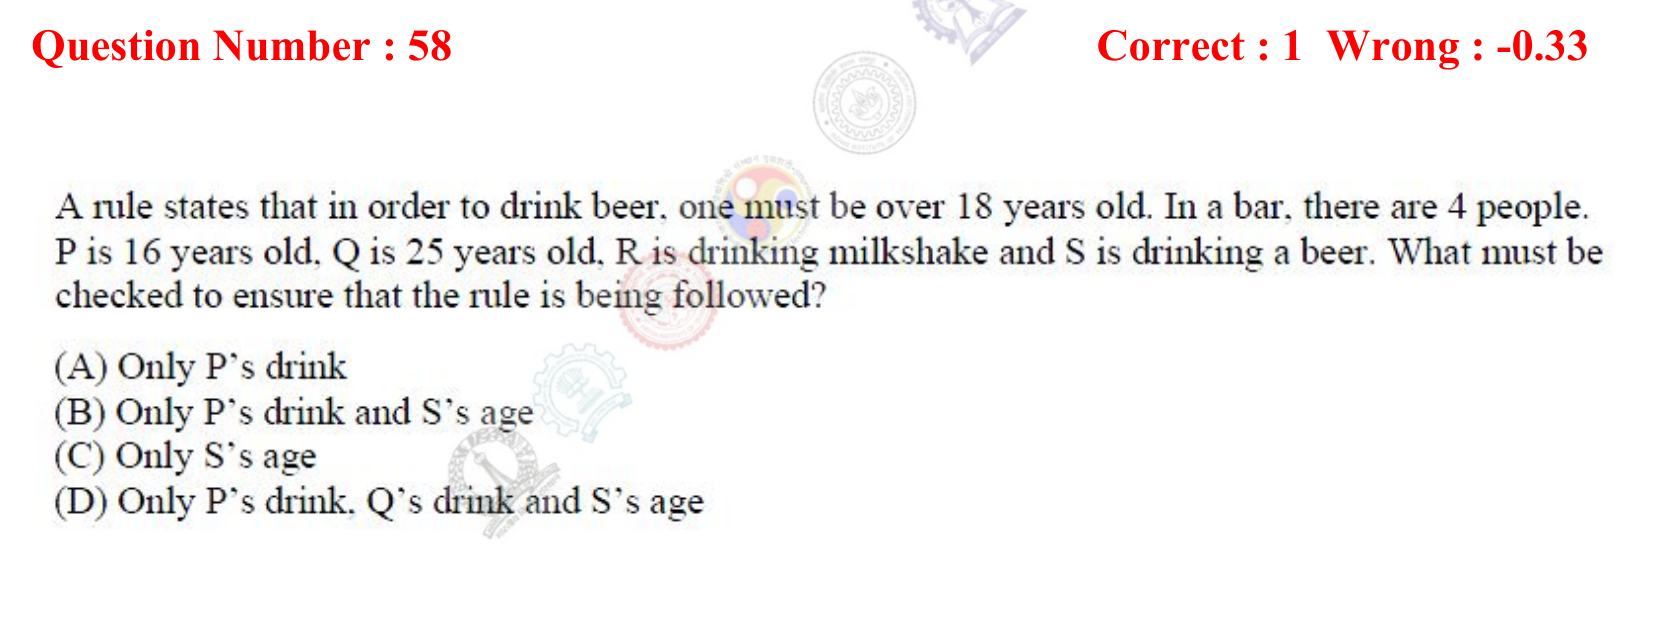 Question Number : 58 Correct : 1 Wrong : -0.33
A rule states that in order to drink beer, one must be over 18 years old. In a bar, there are 4 people.
P is 16 years old, Q is 25 years old, R is drinking milkshake and S is drinking a beer. What must be
checked to ensure that the rule is being followed?
(A) Only P's drink
(B) Only P's drink and S's age
(C) Only S's age
(D) Only P's drink, Q's drink and S's age